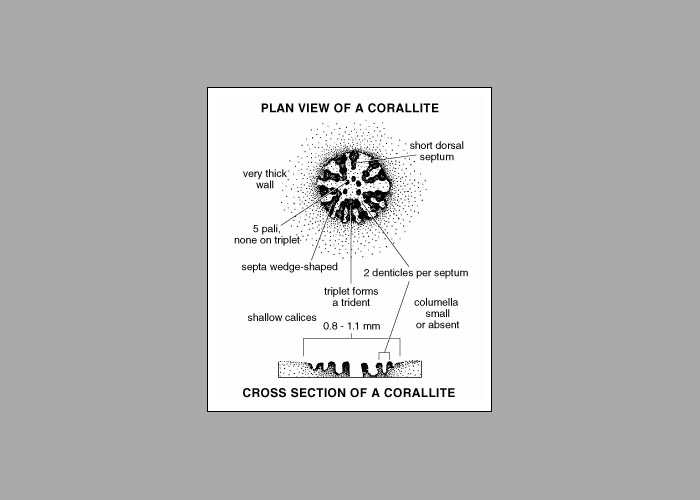 PLAN VIEW OF A CORALLITE
short dorsal
septum
very thick
wall
5 pali,
none on triplet
septa wedge-shaped
2 denticles per septum
triplet forms
a trident
columella
small
or absent
shallow calices
0.8 - 1.1 mm
CROSS SECTION OF A CORALLITE